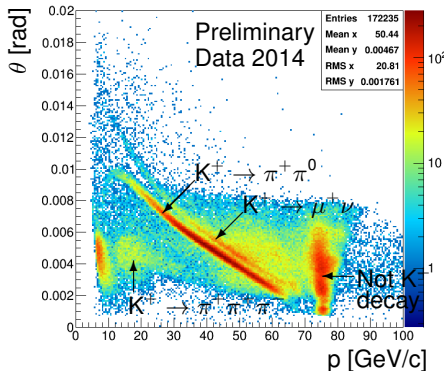 θ [rad]
0.02
0.018
0.016
0.014
0.012
0.01
0.008
0.006
0.004
0.002
0
Preliminary
Data 2014
Entries 172235
Mean x 50.44
Mean y 0.00467
RMS x 20.81
RMS y 0.001761
K⁺ → π⁺π⁰
K⁺ → μ⁺ν
K⁺ → π⁺π⁺π⁻
Not K
decay
10²
10
1
0 10 20 30 40 50 60 70 80 90 100
p [GeV/c]